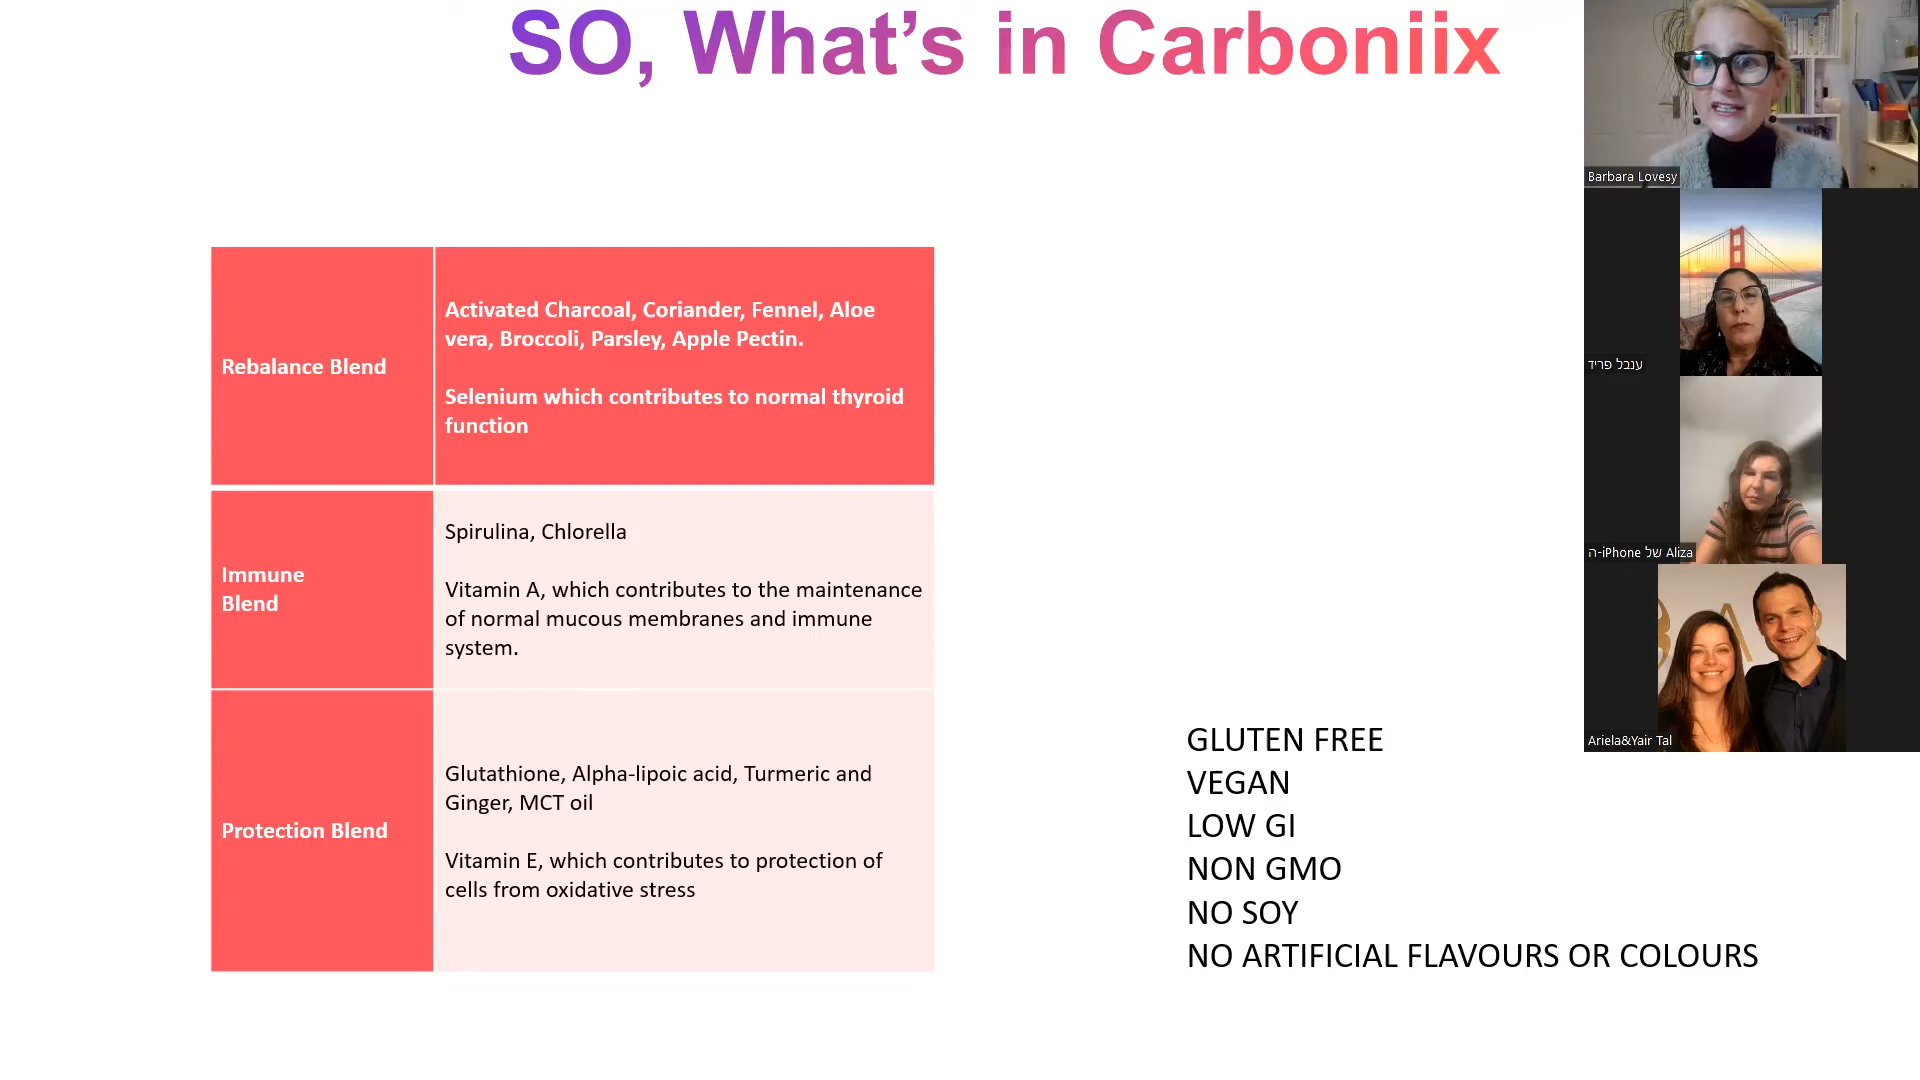 SO, What's in Carboniix
Rebalance Blend
Activated Charcoal, Coriander, Fennel, Aloe
vera, Broccoli, Parsley, Apple Pectin.
Selenium which contributes to normal thyroid
function
Immune
Blend
Spirulina, Chlorella
Vitamin A, which contributes to the maintenance
of normal mucous membranes and immune
system.
Protection Blend
Glutathione, Alpha-lipoic acid, Turmeric and
Ginger, MCT oil
Vitamin E, which contributes to protection of
cells from oxidative stress
GLUTEN FREE
VEGAN
LOW GI
NON GMO
NO SOY
NO ARTIFICIAL FLAVOURS OR COLOURS
Barbara Lovesy
ענבל פריד
ה-iPhone של Aliza
Ariela&Yair Tal